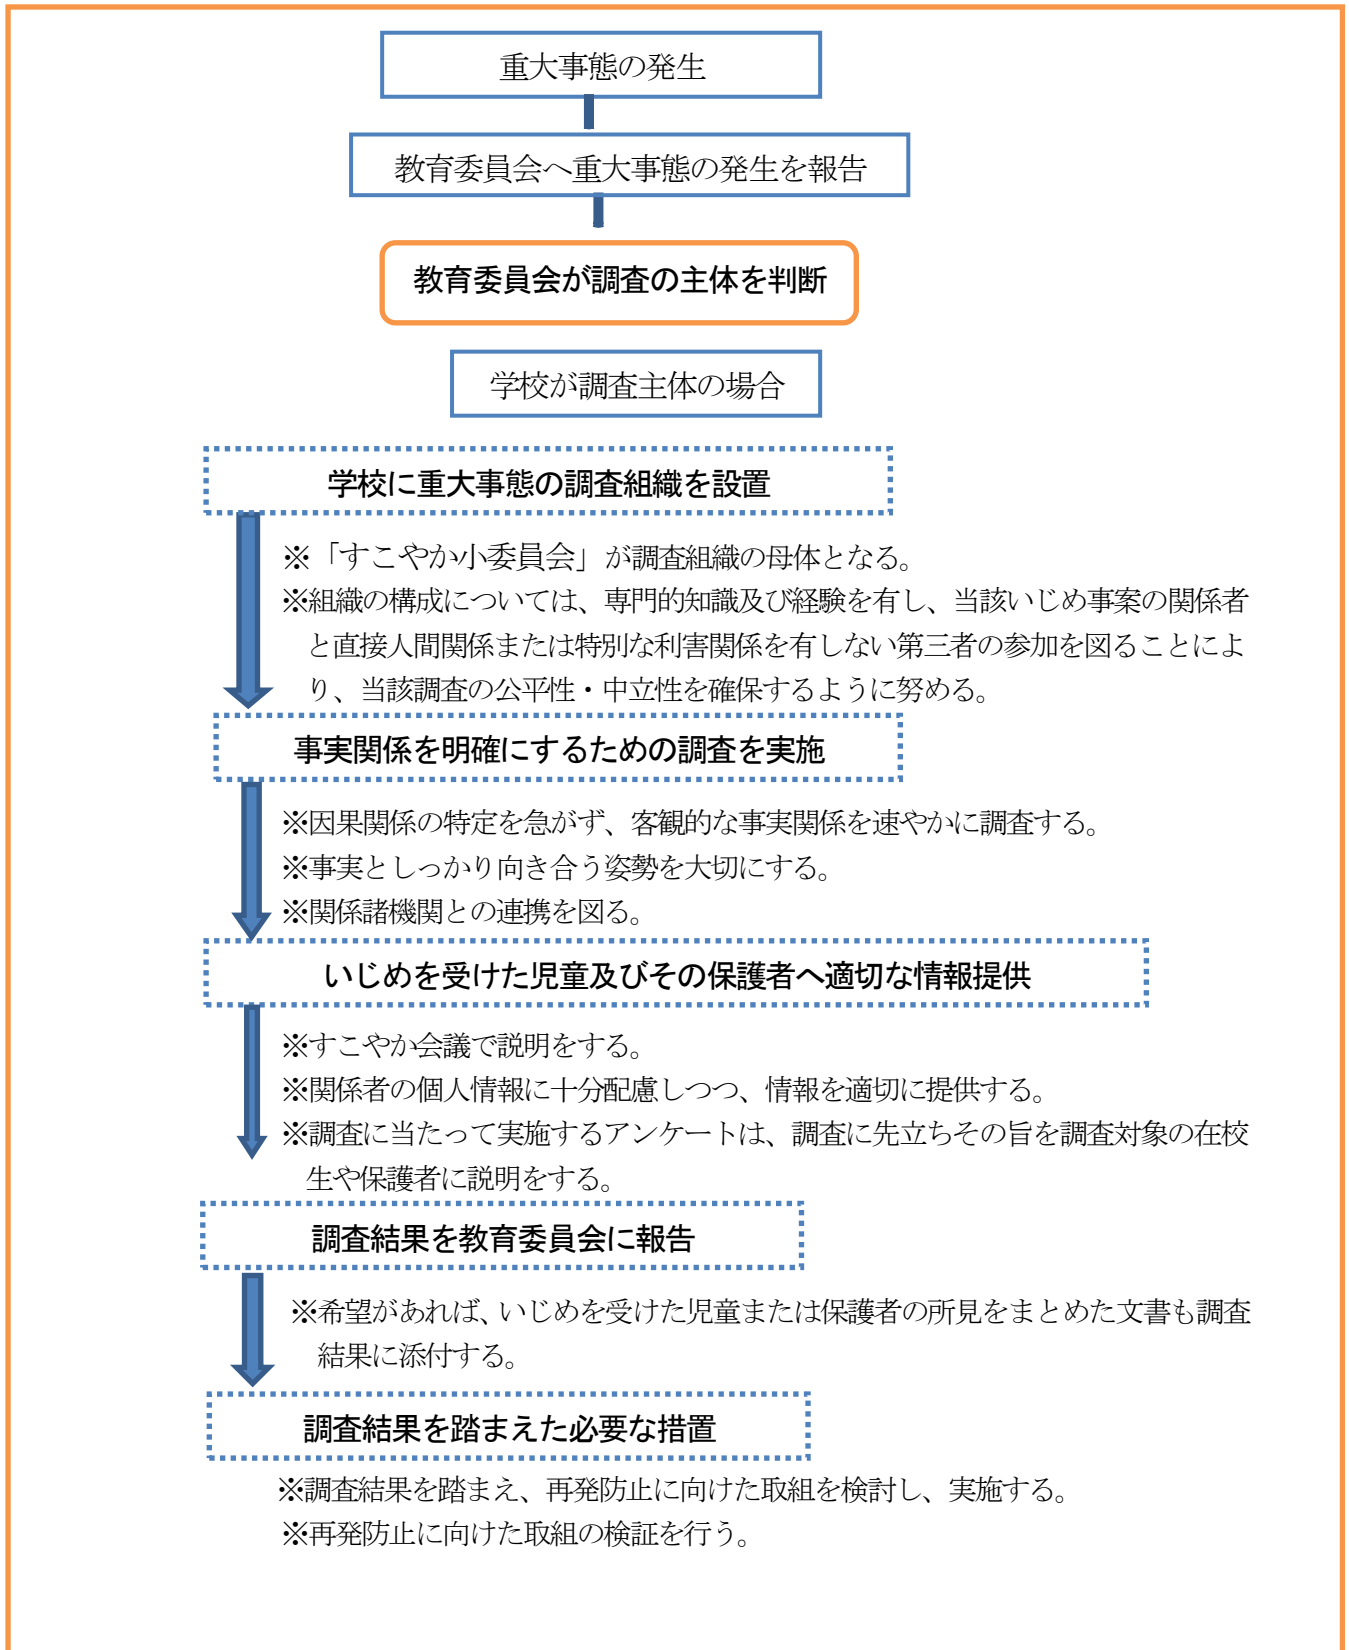 重大事態の発生
教育委員会へ重大事態の発生を報告
教育委員会が調査の主体を判断
学校が調査主体の場合
学校に重大事態の調査組織を設置
※「すこやか小委員会」が調査組織の母体となる。
※組織の構成については、専門的知識及び経験を有し、当該いじめ事案の関係者
と直接人間関係または特別な利害関係を有しない第三者の参加を図ることによ
り、当該調査の公平性・中立性を確保するように努める。
事実関係を明確にするための調査を実施
※因果関係の特定を急がず、客観的な事実関係を速やかに調査する。
※事実としっかり向き合う姿勢を大切にする。
※関係諸機関との連携を図る。
いじめを受けた児童及びその保護者へ適切な情報提供
※すこやか会議で説明をする。
※関係者の個人情報に十分配慮しつつ、情報を適切に提供する。
※調査に当たって実施するアンケートは、調査に先立ちその旨を調査対象の在校
生や保護者に説明をする。
調査結果を教育委員会に報告
※希望があれば、いじめを受けた児童または保護者の所見をまとめた文書も調査
結果に添付する。
調査結果を踏まえた必要な措置
※調査結果を踏まえ、再発防止に向けた取組を検討し、実施する。
※再発防止に向けた取組の検証を行う。